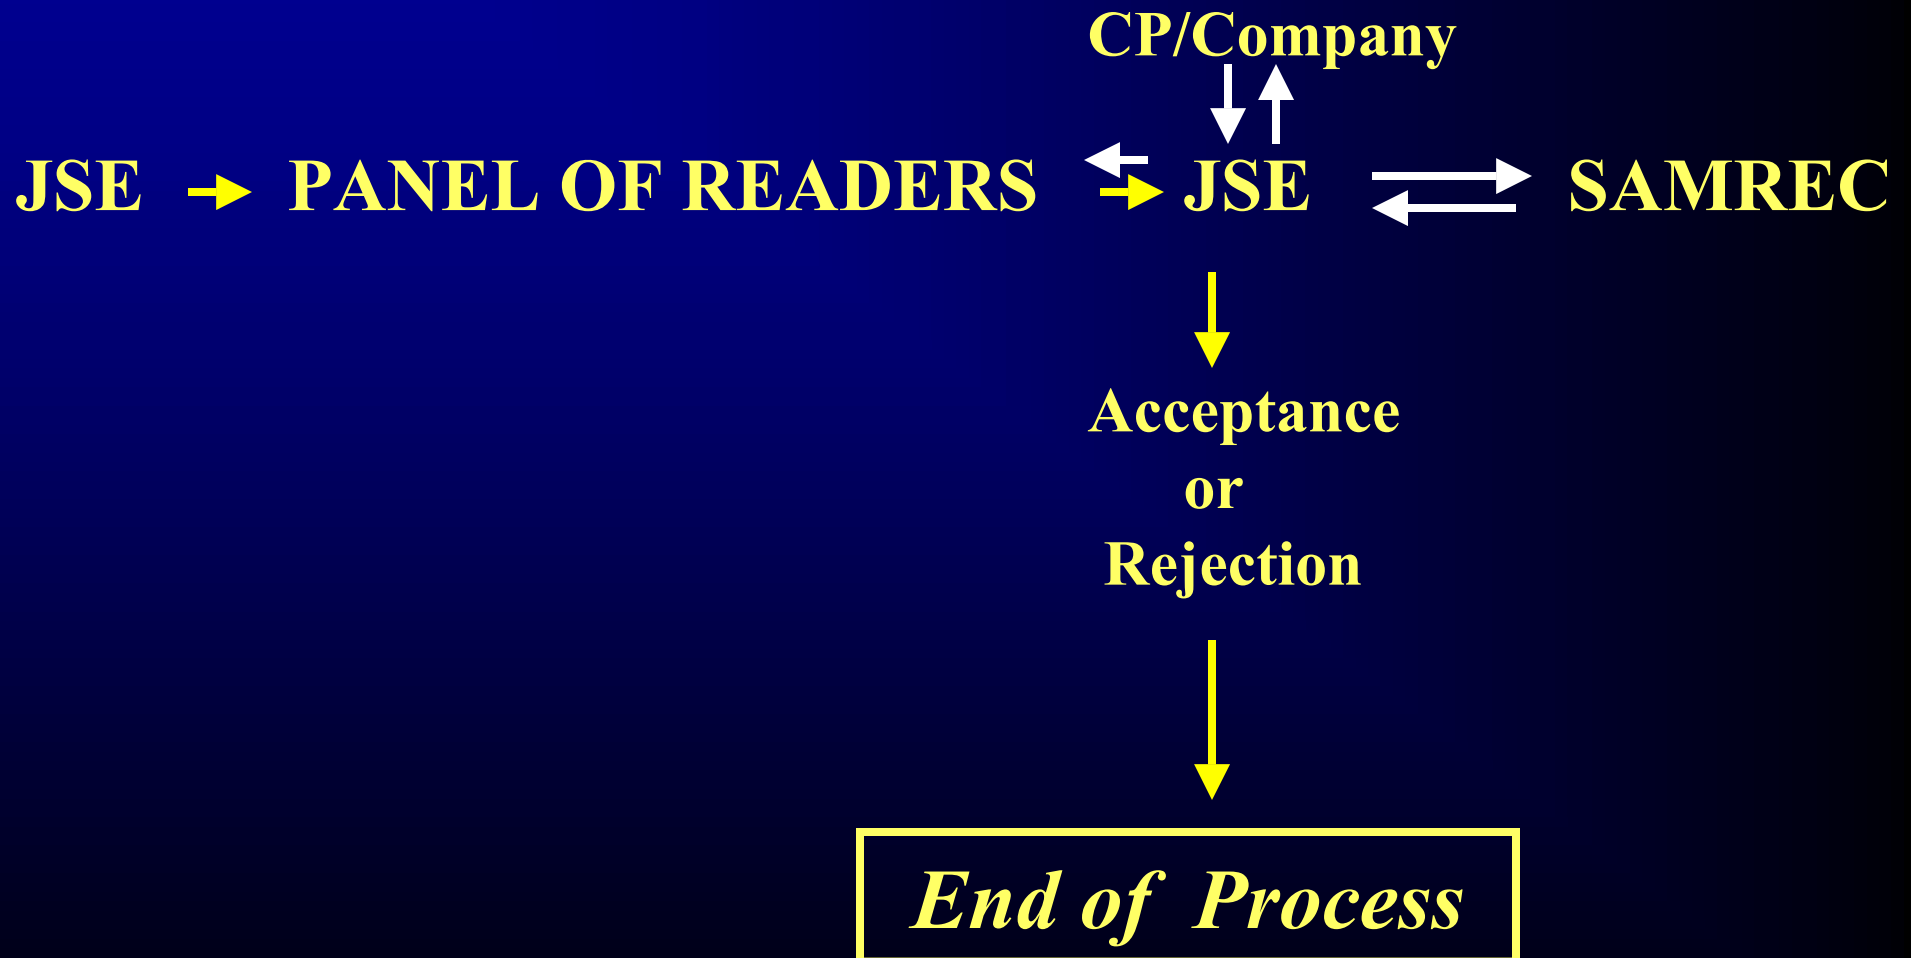 CP/Company
JSE PANEL OF READERS JSE SAMREC
Acceptance
or
Rejection
End of Process